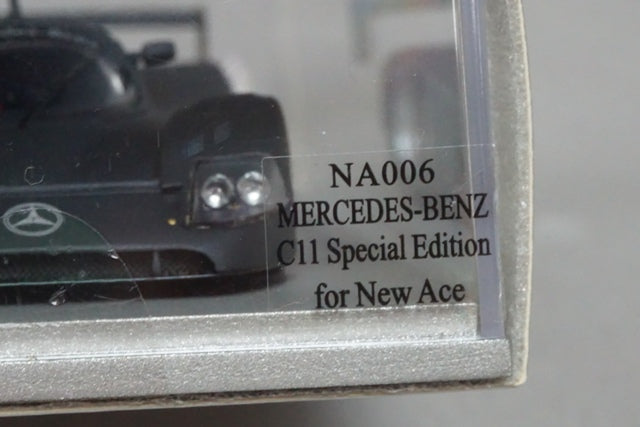 NA006
MERCEDES-BENZ
C11 Special Edition
for New Ace